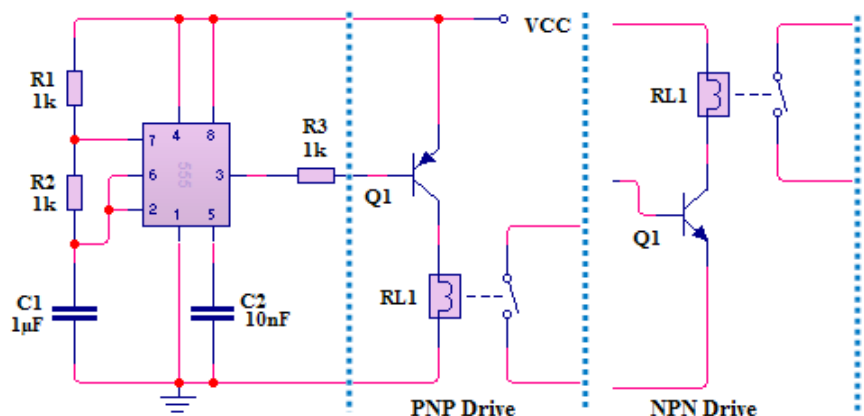 VCC
R1
1k
R2
1k
C1
1µF
7
6
2
4
8
3
1
5
555
R3
1k
C2
10nF
Q1
RL1
PNP Drive
RL1
Q1
NPN Drive